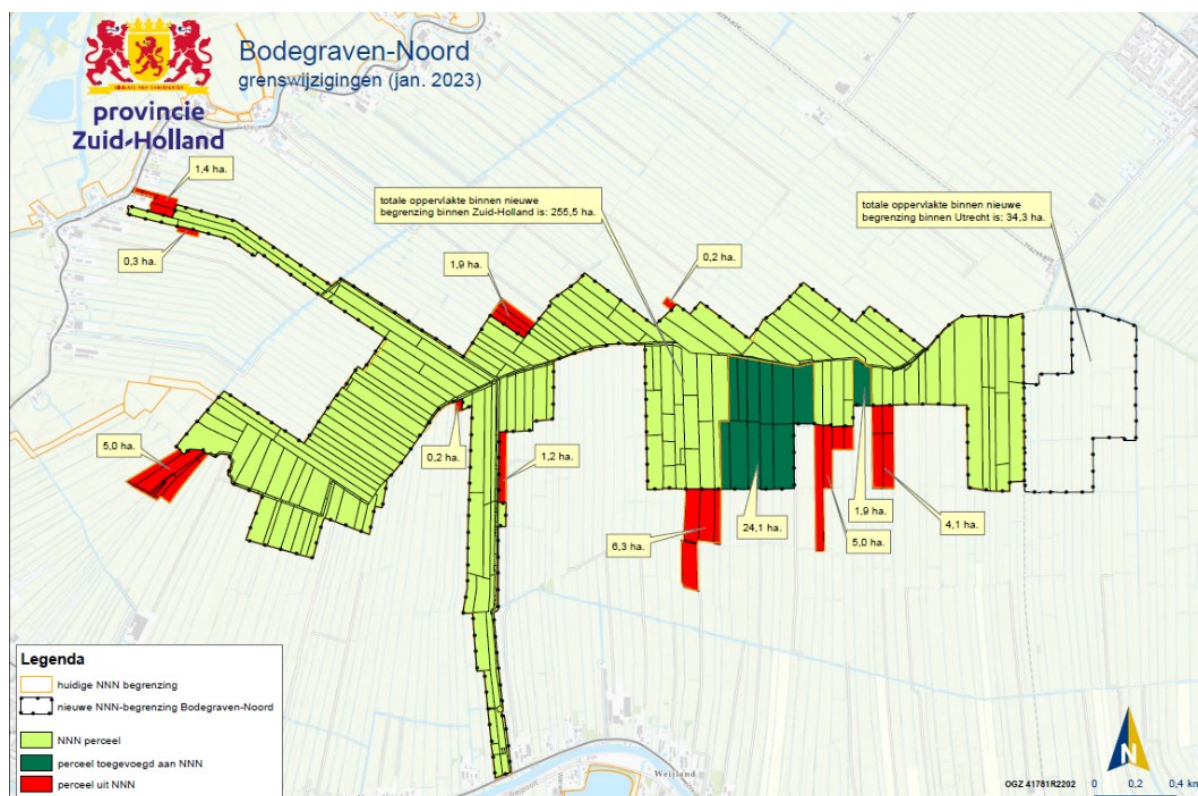 provincie
Zuid-Holland
Bodegraven-Noord
grenswijzigingen (jan. 2023)
1,4 ha.
totale oppervlakte binnen nieuwe
begrenzing binnen Zuid-Holland is: 255,5 ha.
totale oppervlakte binnen nieuwe
begrenzing binnen Utrecht is: 34,3 ha.
0,3 ha.
1,9 ha.
0,2 ha.
5,0 ha.
0,2 ha.
1,2 ha.
6,3 ha.
24,1 ha.
5,0 ha.
1,9 ha.
4,1 ha.
Legenda
huidige NNN begrenzing
nieuwe NNN-begrenzing Bodegraven-Noord
NNN perceel
perceel toegevoegd aan NNN
perceel uit NNN
Weijland
N
OGZ 41781R2202
0 0,2 0,4 km